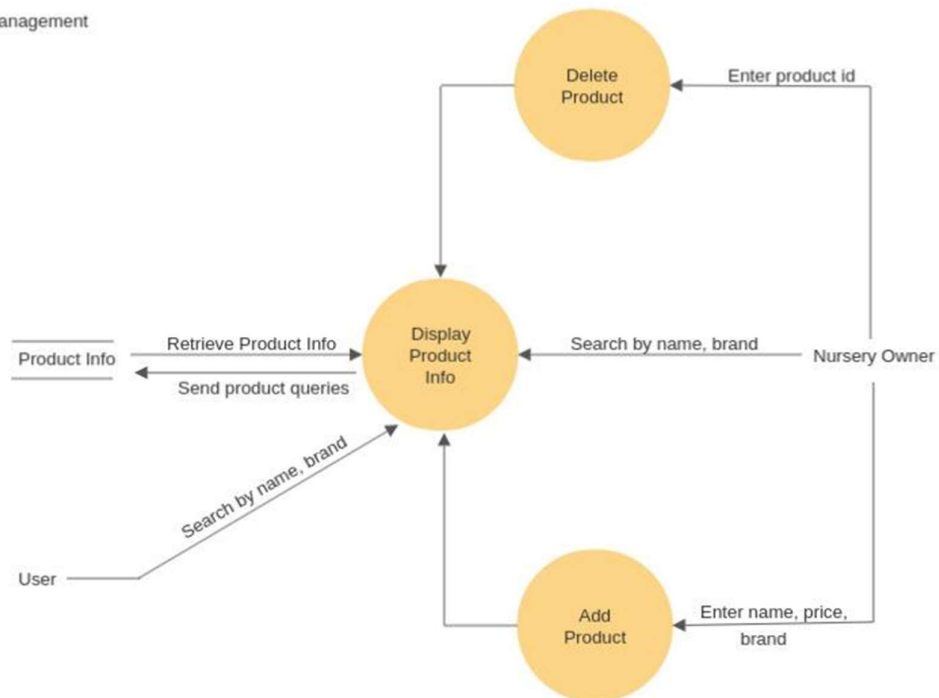 anagement
Delete
Product
Enter product id
Display
Product
Info
Retrieve Product Info
Product Info
Send product queries
Search by name, brand
Nursery Owner
Search by name, brand
User
Add
Product
Enter name, price,
brand